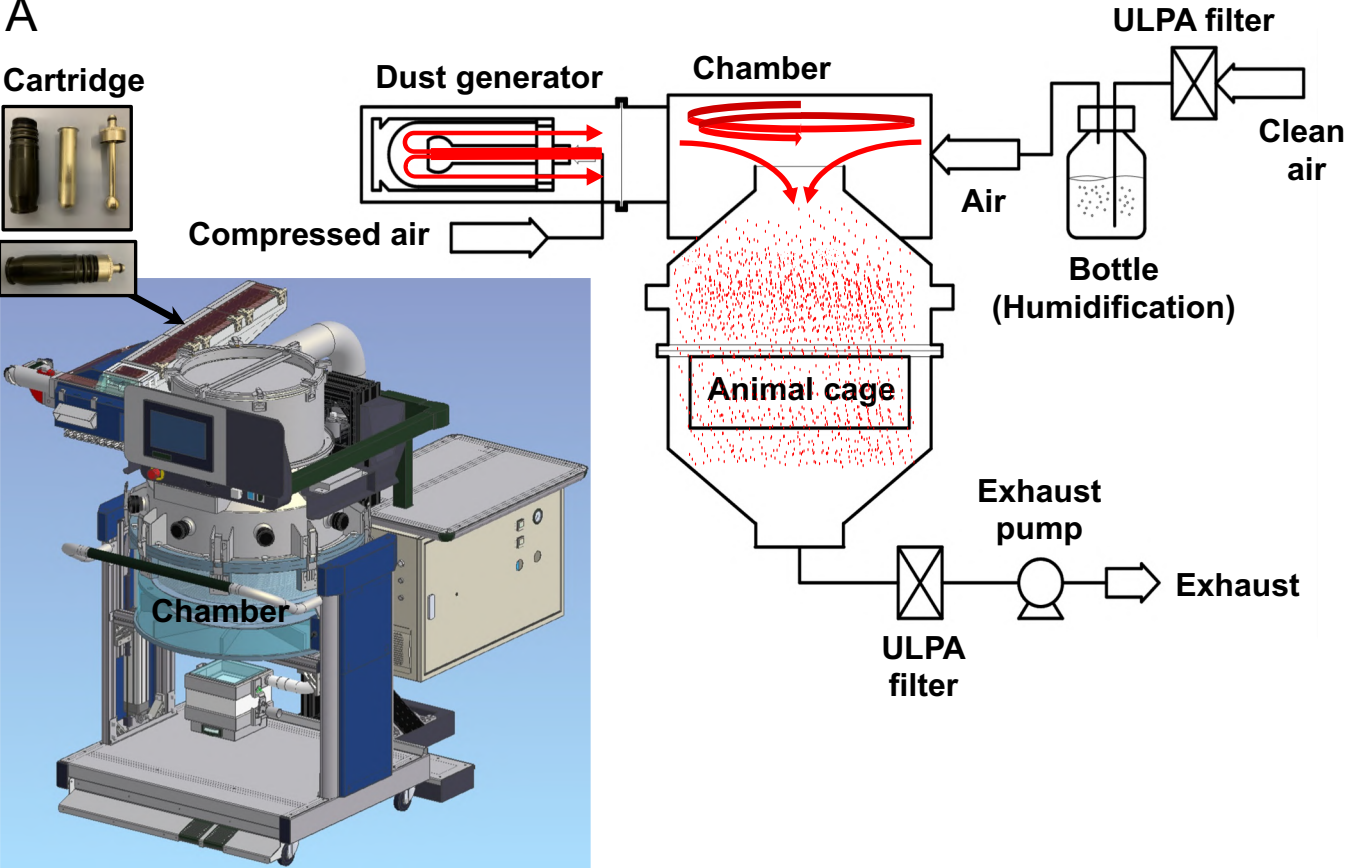 A
Cartridge
Dust generator
Chamber
ULPA filter
Clean
air
Air
Compressed air
Bottle
(Humidification)
Animal cage
Exhaust
pump
Exhaust
ULPA
filter
Chamber